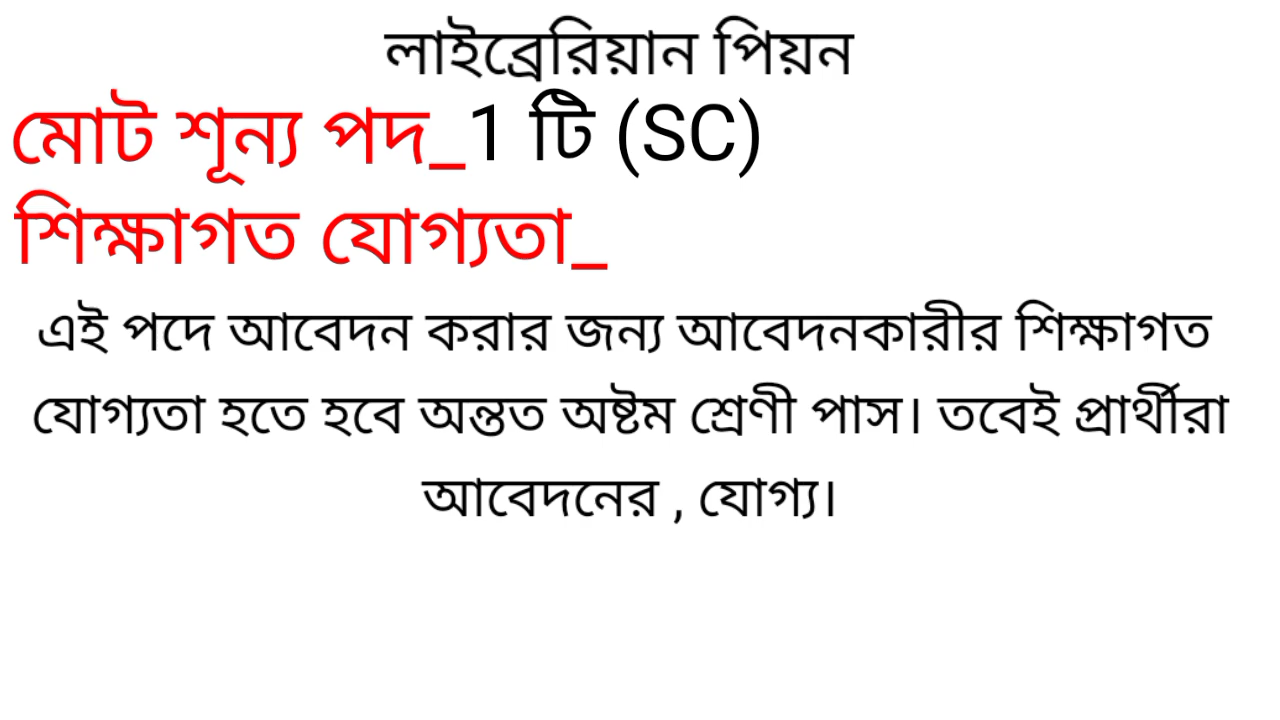 লাইব্রেরিয়ান পিয়ন
মোট শূন্য পদ_1 টি (SC)
শিক্ষাগত যোগ্যতা_
এই পদে আবেদন করার জন্য আবেদনকারীর শিক্ষাগত
যোগ্যতা হতে হবে অন্তত অষ্টম শ্রেণী পাস। তবেই প্রার্থীরা
আবেদনের , যোগ্য।